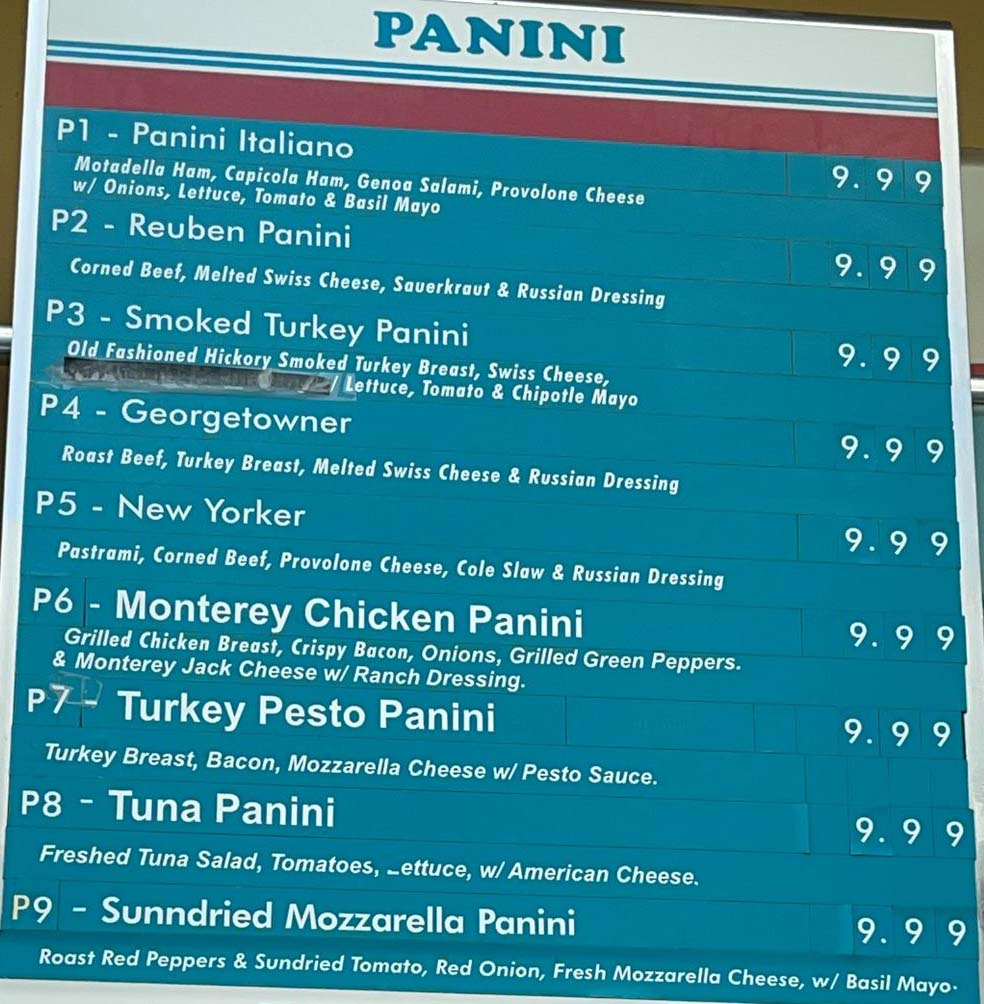 PANINI
P1 - Panini Italiano
9.99
Motadella Ham, Capicola Ham, Genoa Salami, Provolone Cheese
w/ Onions, Lettuce, Tomato & Basil Mayo
P2 - Reuben Panini
9.99
Corned Beef, Melted Swiss Cheese, Sauerkraut & Russian Dressing
P3 - Smoked Turkey Panini
9.99
Old Fashioned Hickory Smoked Turkey Breast, Swiss Cheese,
Lettuce, Tomato & Chipotle Mayo
P4 - Georgetowner
9.99
Roast Beef, Turkey Breast, Melted Swiss Cheese & Russian Dressing
P5 - New Yorker
9.99
Pastrami, Corned Beef, Provolone Cheese, Cole Slaw & Russian Dressing
P6 - Monterey Chicken Panini
9.99
Grilled Chicken Breast, Crispy Bacon, Onions, Grilled Green Peppers.
& Monterey Jack Cheese w/ Ranch Dressing.
P7 - Turkey Pesto Panini
9.99
Turkey Breast, Bacon, Mozzarella Cheese w/ Pesto Sauce.
P8 - Tuna Panini
9.99
Freshed Tuna Salad, Tomatoes, Lettuce, w/ American Cheese.
P9 - Sunndried Mozzarella Panini
9.99
Roast Red Peppers & Sundried Tomato, Red Onion, Fresh Mozzarella Cheese, w/ Basil Mayo.